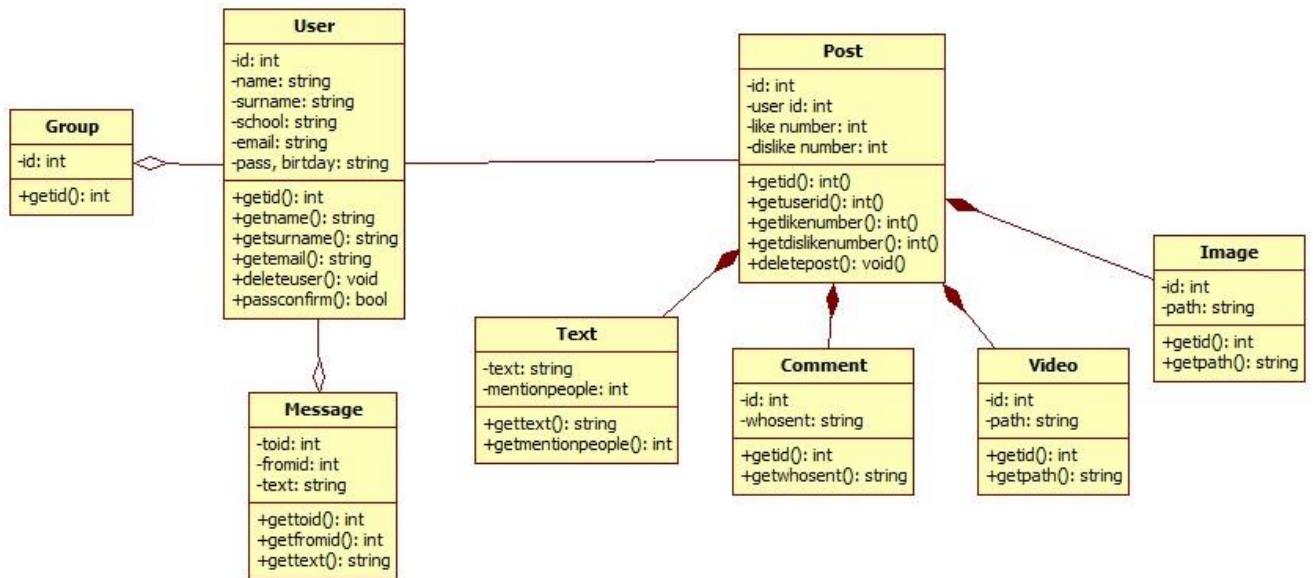 User
-id: int
-name: string
-surname: string
-school: string
-email: string
-pass, birtday: string
+getid(): int
+getname(): string
+getsurname(): string
+getemail(): string
+deleteuser(): void
+passconfirm(): bool
Group
-id: int
+getid(): int
Message
-toid: int
-fromid: int
-text: string
+gettoid(): int
+getfromid(): int
+gettext(): string
Post
-id: int
-user id: int
-like number: int
-dislike number: int
+getid(): int()
+getuserid(): int()
+getlikenumber(): int()
+getdislikenumber(): int()
+deletepost(): void()
Text
-text: string
-mentionpeople: int
+gettext(): string
+getmentionpeople(): int
Comment
-id: int
-whosent: string
+getid(): int
+getwhosent(): string
Video
-id: int
-path: string
+getid(): int
+getpath(): string
Image
-id: int
-path: string
+getid(): int
+getpath(): string